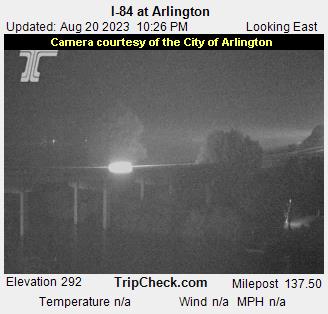 I-84 at Arlington
Updated: Aug 20 2023 10:26 PM Looking East
Camera courtesy of the City of Arlington
Elevation 292 TripCheck.com Milepost 137.50
Temperature n/a Wind n/a MPH n/a